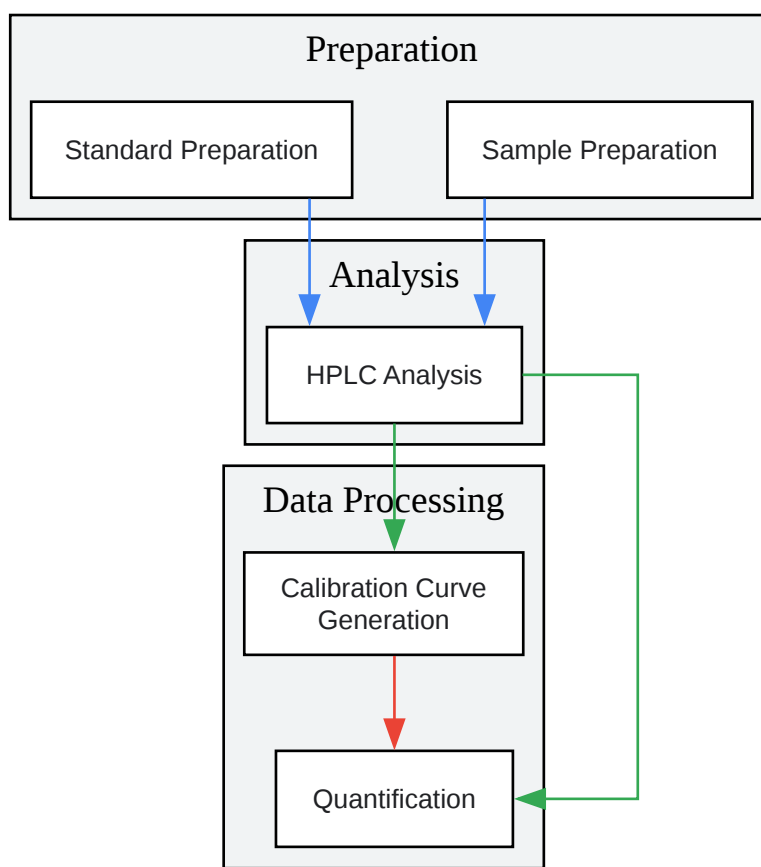 Preparation
Standard Preparation
Sample Preparation
Analysis
HPLC Analysis
Data Processing
Calibration Curve
Generation
Quantification